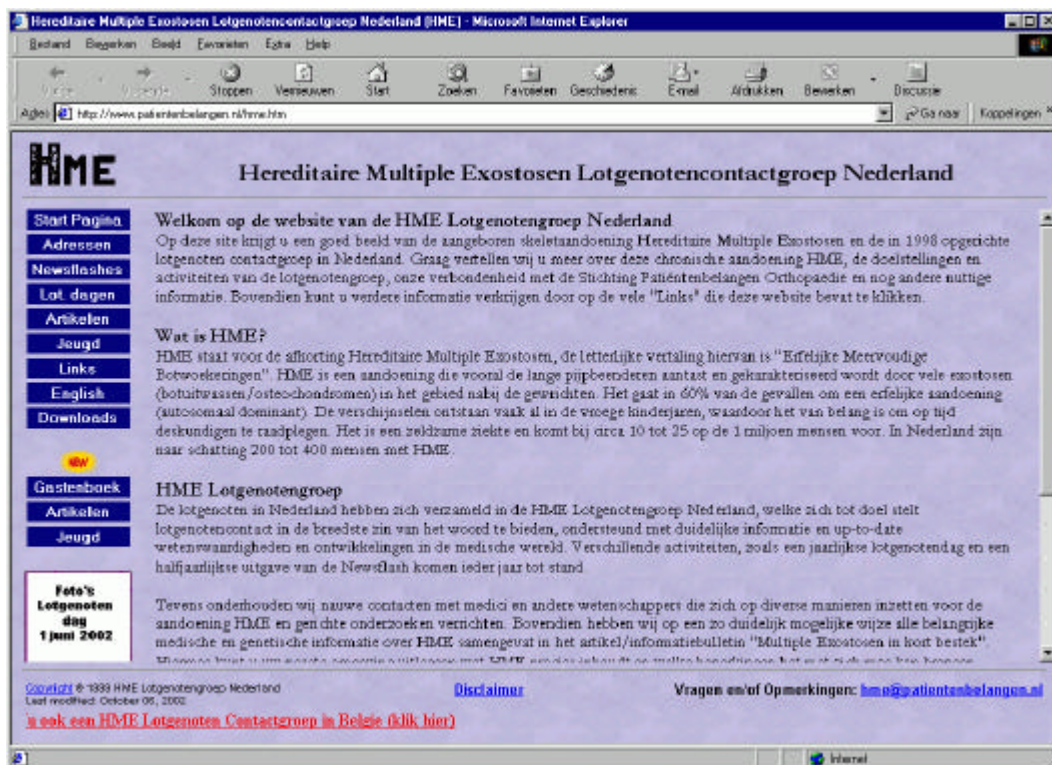 Hereditaire Multiple Exostosen Lotgenotencontactgroep Nederland (HME) - Microsoft Internet Explorer
Bestand Bewerken Beeld Favorieten Extra Help
Stoppen Vernieuwen Start Zoeken Favorieten Geschiedenis E-mail Afdrukken Bewerken Discussie
Adres http://www.patientenbelangen.nl/hme.htm Ga naar Koppelingen
HME
Hereditaire Multiple Exostosen Lotgenotencontactgroep Nederland
Start Pagina
Adressen
Newsflashes
Lot. dagen
Artikelen
Jeugd
Links
English
Downloads
NEW
Gastenboek
Artikelen
Jeugd
Foto's
Lotgenoten
dag
1 juni 2002
Welkom op de website van de HME Lotgenotengroep Nederland
Op deze site krijgt u een goed beeld van de aangeboren skeletaandoening Hereditaire Multiple Exostosen en de in 1998 opgerichte
lotgenoten contactgroep in Nederland. Graag vertellen wij u meer over deze chronische aandoening HME, de doelstellingen en
activiteiten van de lotgenotengroep, onze verbondenheid met de Stichting Patiëntenbelangen Orthopaedie en nog andere nuttige
informatie. Bovendien kunt u verdere informatie verkrijgen door op de vele "Links" die deze website bevat te klikken.
Wat is HME?
HME staat voor de afkorting Hereditaire Multiple Exostosen, de letterlijke vertaling hiervan is "Erfelijke Meervoudige
Botwoekeringen". HME is een aandoening die vooral de lange pijpbeenderen aantast en gekarakteriseerd wordt door vele exostosen
(botuitwassen/osteochondromen) in het gebied nabij de gewrichten. Het gaat in 60% van de gevallen om een erfelijke aandoening
(autosomaal dominant). De verschijnselen ontstaan vaak al in de vroege kinderjaren, waardoor het van belang is om op tijd
deskundigen te raadplegen. Het is een zeldzame ziekte en komt bij circa 10 tot 25 op de 1 miljoen mensen voor. In Nederland zijn
naar schatting 200 tot 400 mensen met HME.
HME Lotgenotengroep
De lotgenoten in Nederland hebben zich verzameld in de HME Lotgenotengroep Nederland, welke zich tot doel stelt
lotgenotencontact in de breedste zin van het woord te bieden, ondersteund met duidelijke informatie en up-to-date
wetenswaardigheden en ontwikkelingen in de medische wereld. Verschillende activiteiten, zoals een jaarlijkse lotgenotendag en een
halfjaarlijkse uitgave van de Newsflash komen ieder jaar tot stand.
Tevens onderhouden wij nauwe contacten met medici en andere wetenschappers die zich op diverse manieren inzetten voor de
aandoening HME en gerichte onderzoeken verrichten. Bovendien hebben wij op een zo duidelijk mogelijke wijze alle belangrijke
medische en genetische informatie over HME samengevat in het artikel/informatiebulletin "Multiple Exostosen in kort bestek".
Copyright © 1999 HME Lotgenotengroep Nederland
Last modified: October 06, 2002
Disclaimer
Vragen en/of Opmerkingen: hme@patientenbelangen.nl
u ook een HME Lotgenoten Contactgroep in Belgie (klik hier)
Internet